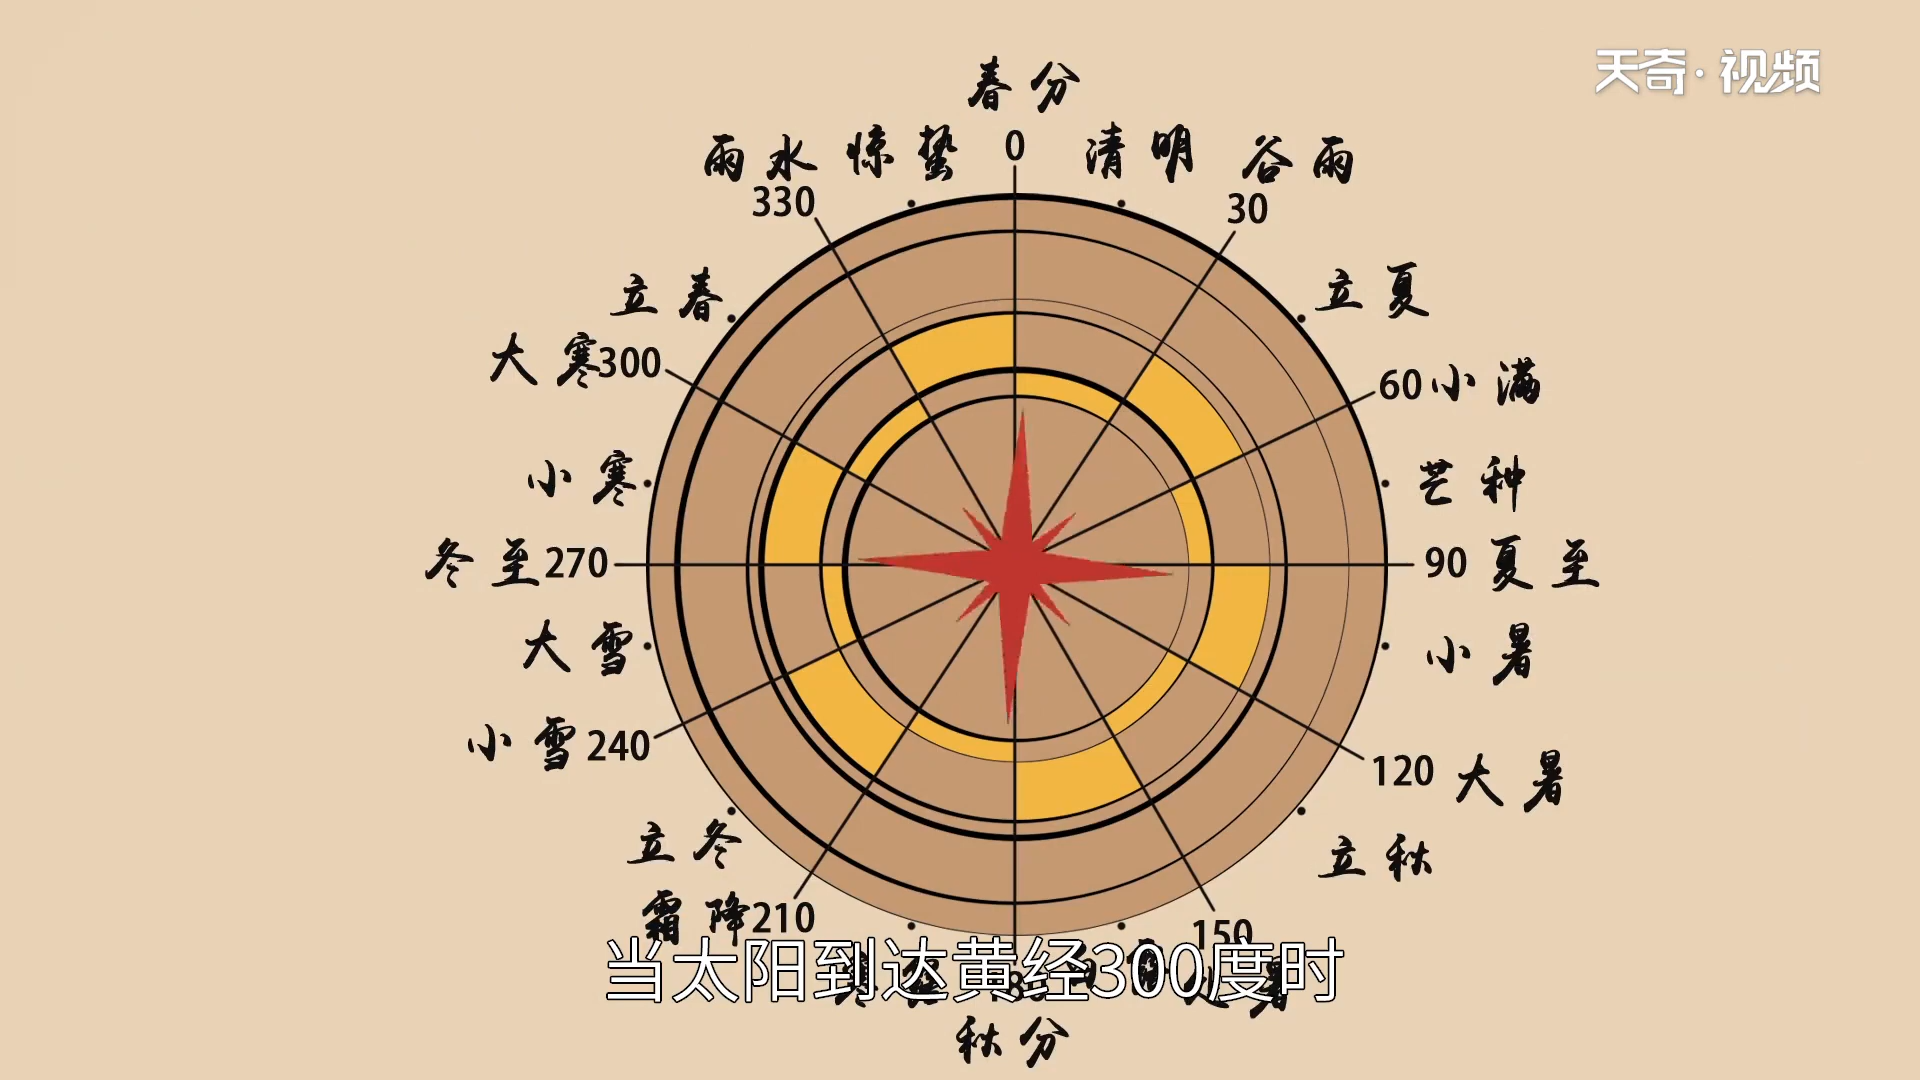 天奇·视频
春分
雨水 惊蛰 0 清明 谷雨
330 30
立春 立夏
大寒300 60小满
小寒 芒种
冬至270 90夏至
大雪 小暑
小雪240 120大暑
立冬 立秋
霜降210 150
当太阳到达黄经300度时
秋分